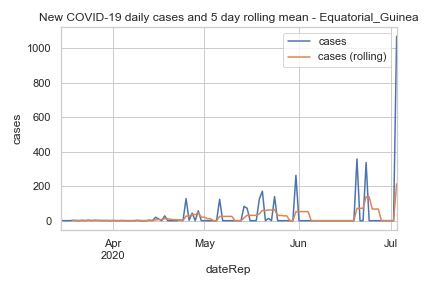 New COVID-19 daily cases and 5 day rolling mean - Equatorial_Guinea
cases
cases (rolling)
1000
800
600
400
200
0
cases
Apr
2020
May
Jun
Jul
dateRep